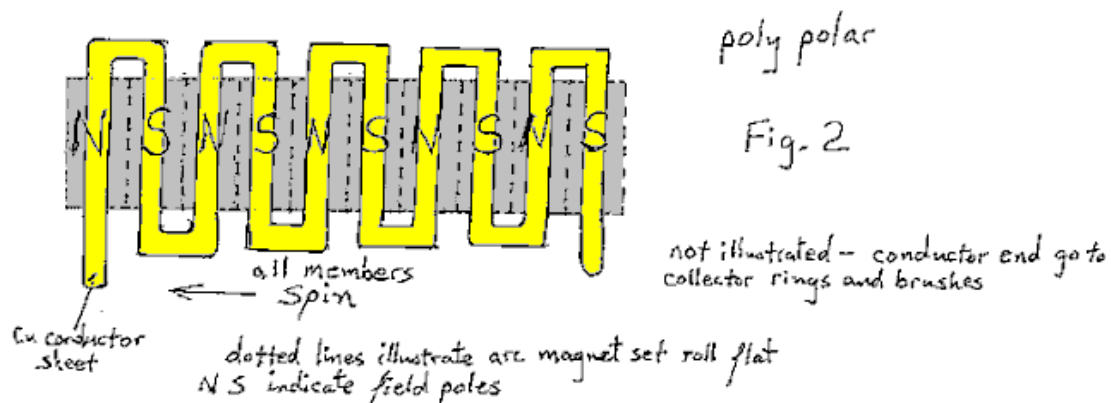 poly polar
N S N S N S N S N S
Fig. 2
not illustrated -- conductor end go to
collector rings and brushes
all members
Spin
Cu conductor
sheet
dotted lines illustrate arc magnet set roll flat
N S indicate field poles